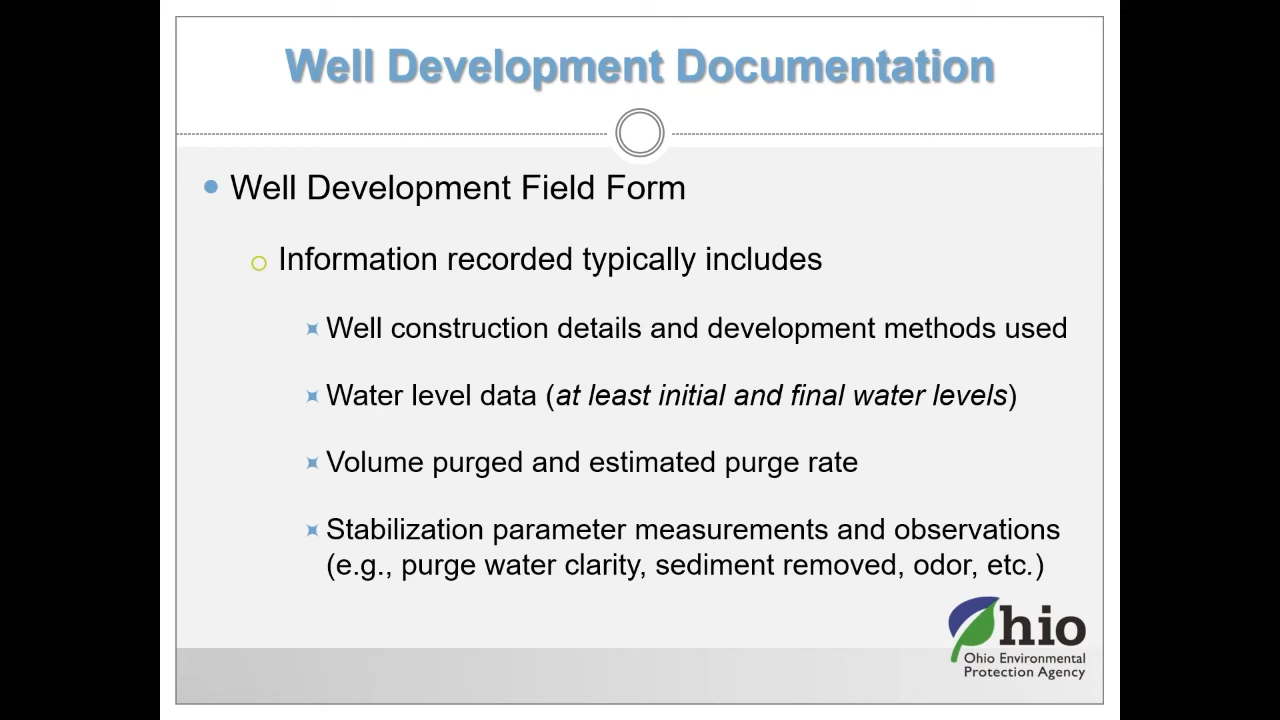 Well Development Documentation
Well Development Field Form
Information recorded typically includes
Well construction details and development methods used
Water level data (at least initial and final water levels)
Volume purged and estimated purge rate
Stabilization parameter measurements and observations
(e.g., purge water clarity, sediment removed, odor, etc.)
Ohio
Ohio Environmental
Protection Agency